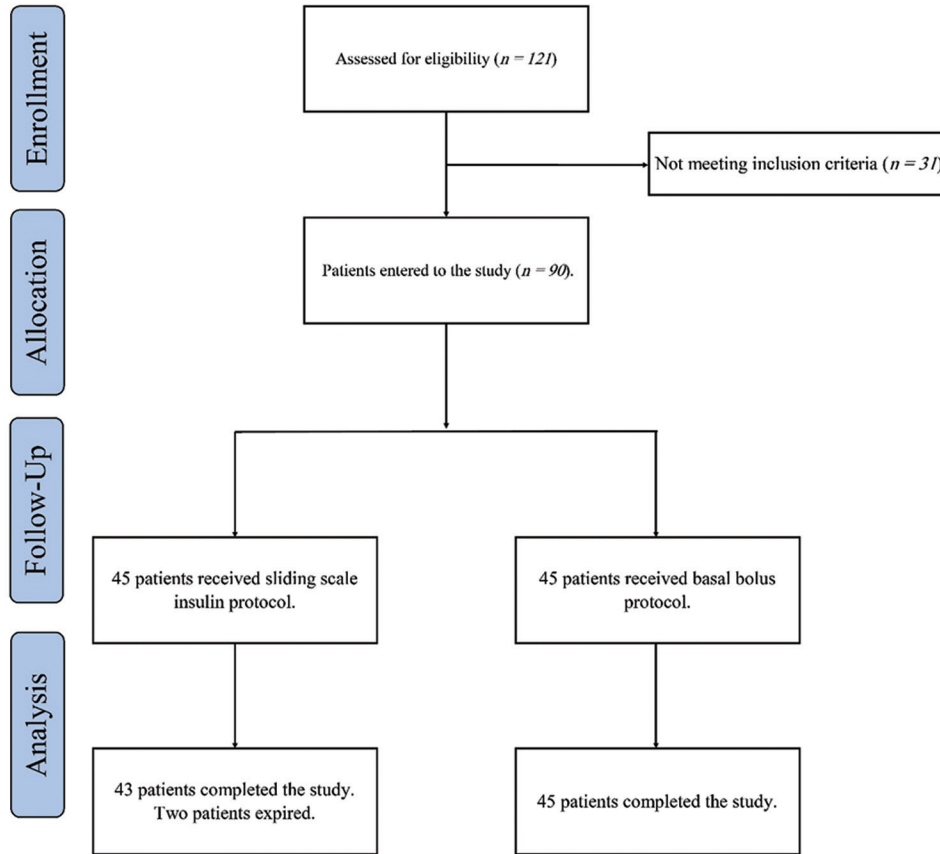 Enrollment
Assessed for eligibility (n = 121)
Not meeting inclusion criteria (n = 31)
Allocation
Patients entered to the study (n = 90).
Follow-Up
45 patients received sliding scale
insulin protocol.
45 patients received basal bolus
protocol.
Analysis
43 patients completed the study.
Two patients expired.
45 patients completed the study.